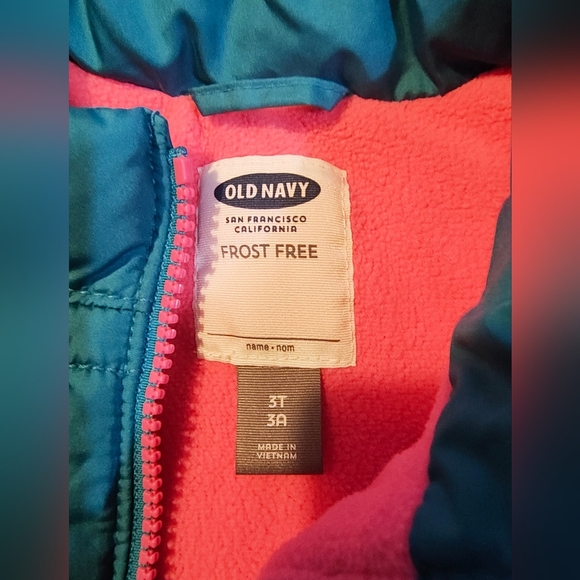 OLD NAVY
SAN FRANCISCO
CALIFORNIA
FROST FREE
name • nom
3T
3A
MADE IN
VIETNAM